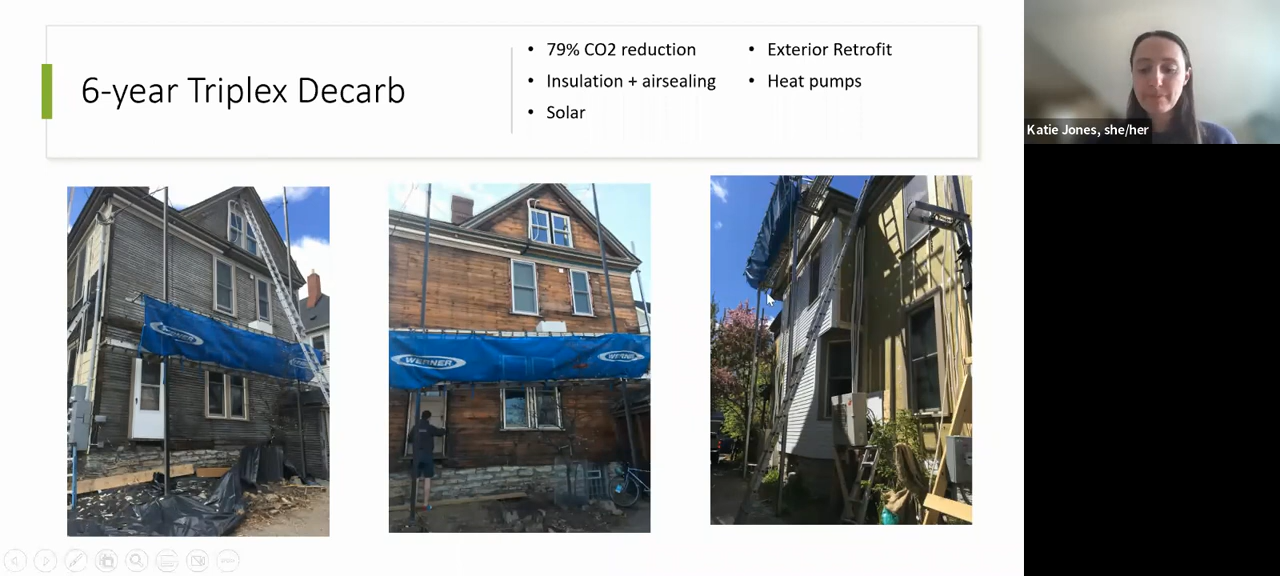 6-year Triplex Decarb
• 79% CO2 reduction
• Insulation + airsealing
• Solar
• Exterior Retrofit
• Heat pumps
Katie Jones, she/her
WERNER
WERNER
WERNER